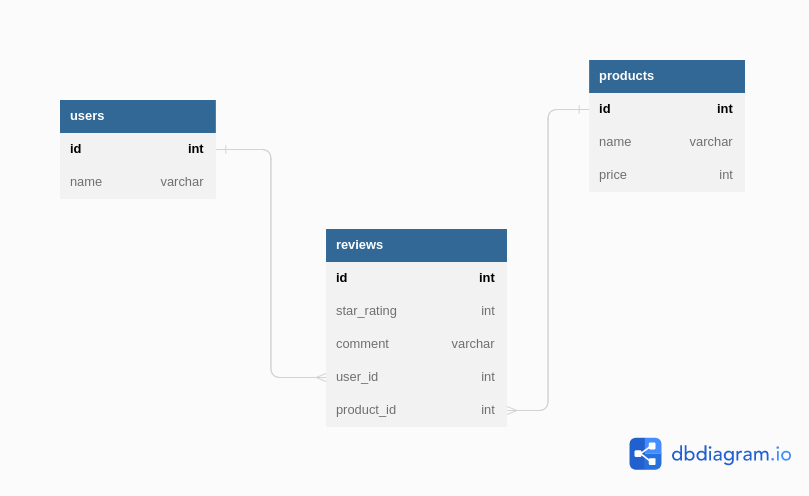 users
id int
name varchar
products
id int
name varchar
price int
reviews
id int
star_rating int
comment varchar
user_id int
product_id int
dbdiagram.io